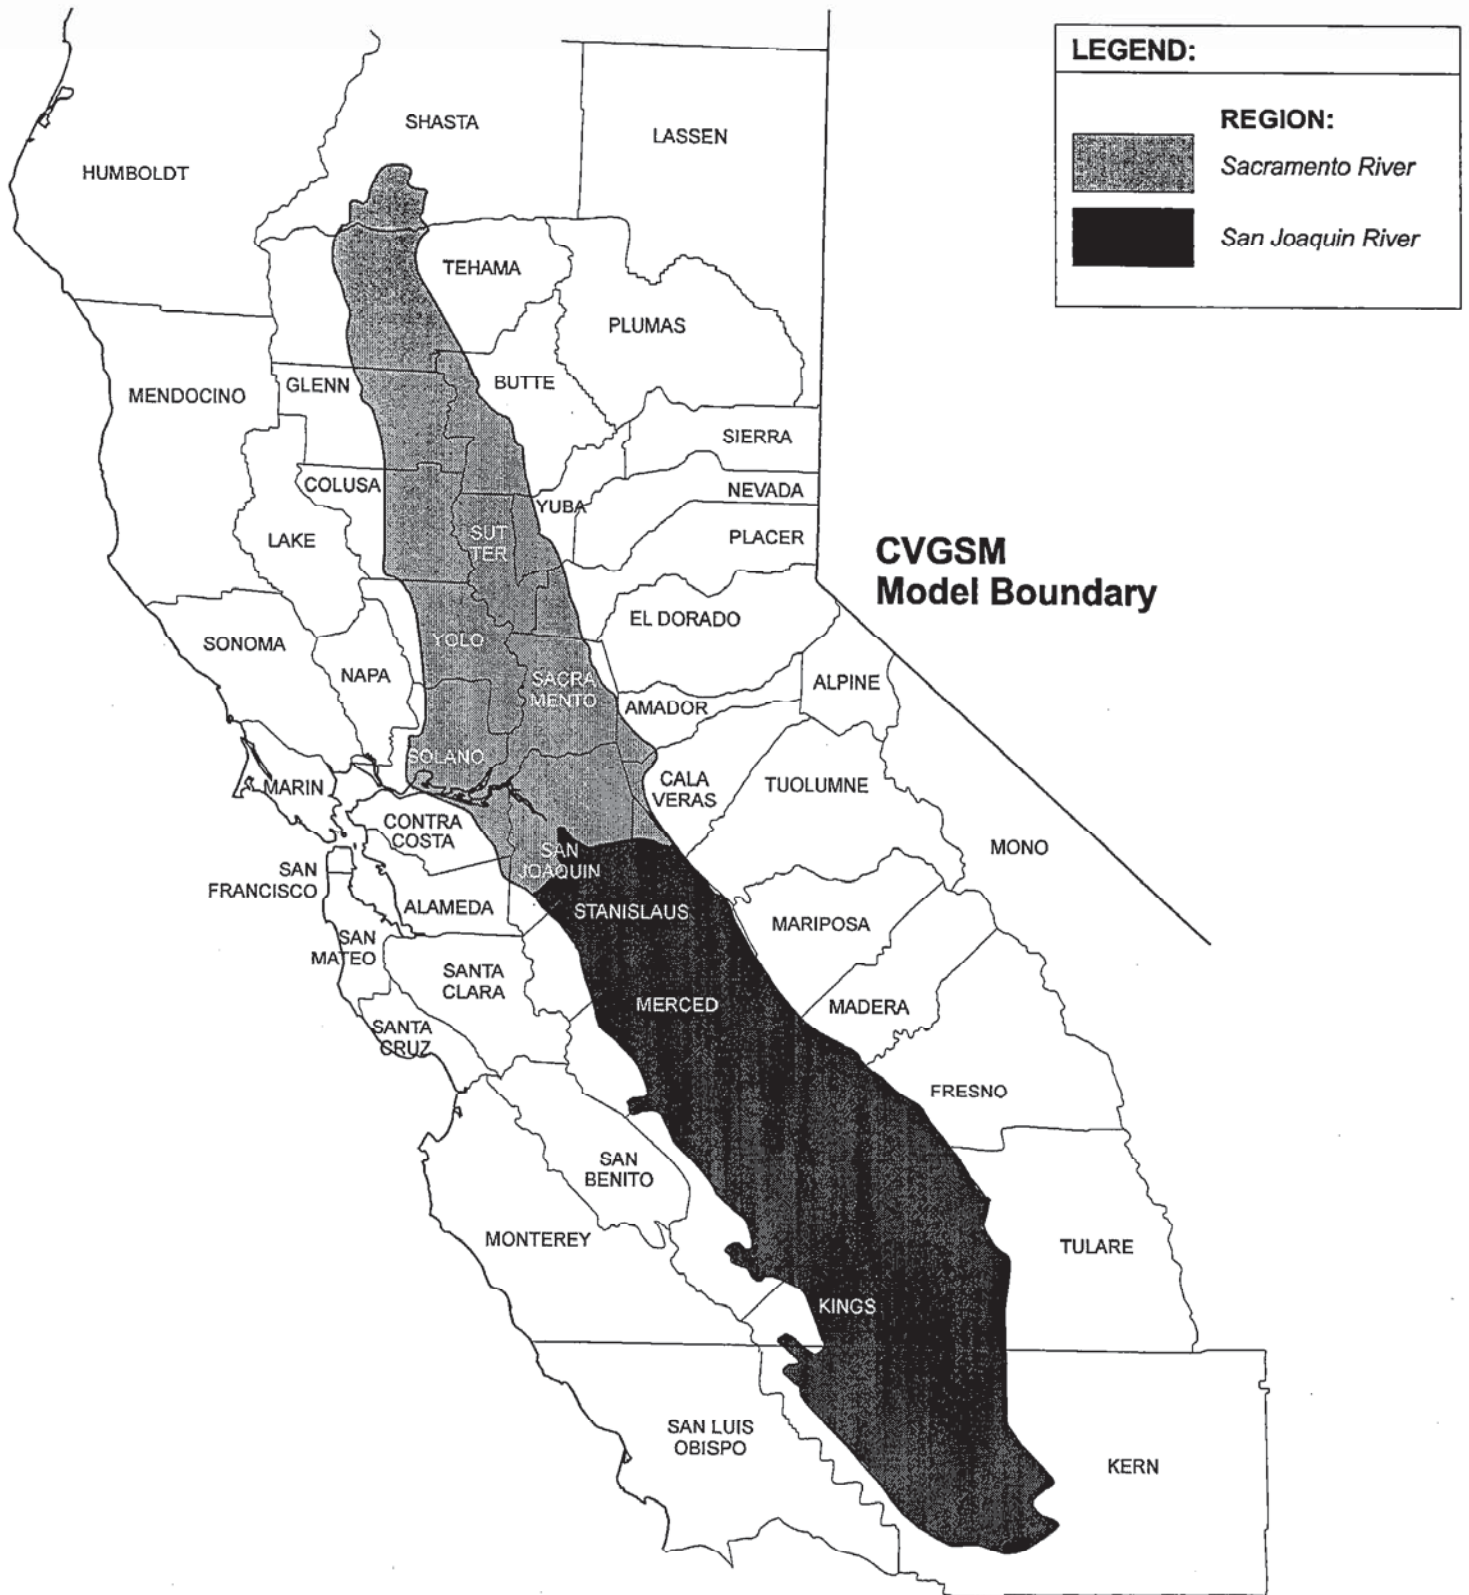 LEGEND:
REGION:
Sacramento River
San Joaquin River
SHASTA
LASSEN
HUMBOLDT
TEHAMA
PLUMAS
MENDOCINO
GLENN
BUTTE
SIERRA
COLUSA
NEVADA
YUBA
LAKE
SUT
TER
PLACER
CVGSM
Model Boundary
EL DORADO
SONOMA
YOLO
NAPA
SACRA
MENTO
ALPINE
AMADOR
SOLANO
MARIN
CALA
VERAS
TUOLUMNE
CONTRA
COSTA
MONO
SAN
JOAQUIN
SAN
FRANCISCO
ALAMEDA
STANISLAUS
MARIPOSA
SAN
MATEO
SANTA
CLARA
MERCED
MADERA
SANTA
CRUZ
FRESNO
SAN
BENITO
MONTEREY
TULARE
KINGS
SAN LUIS
OBISPO
KERN